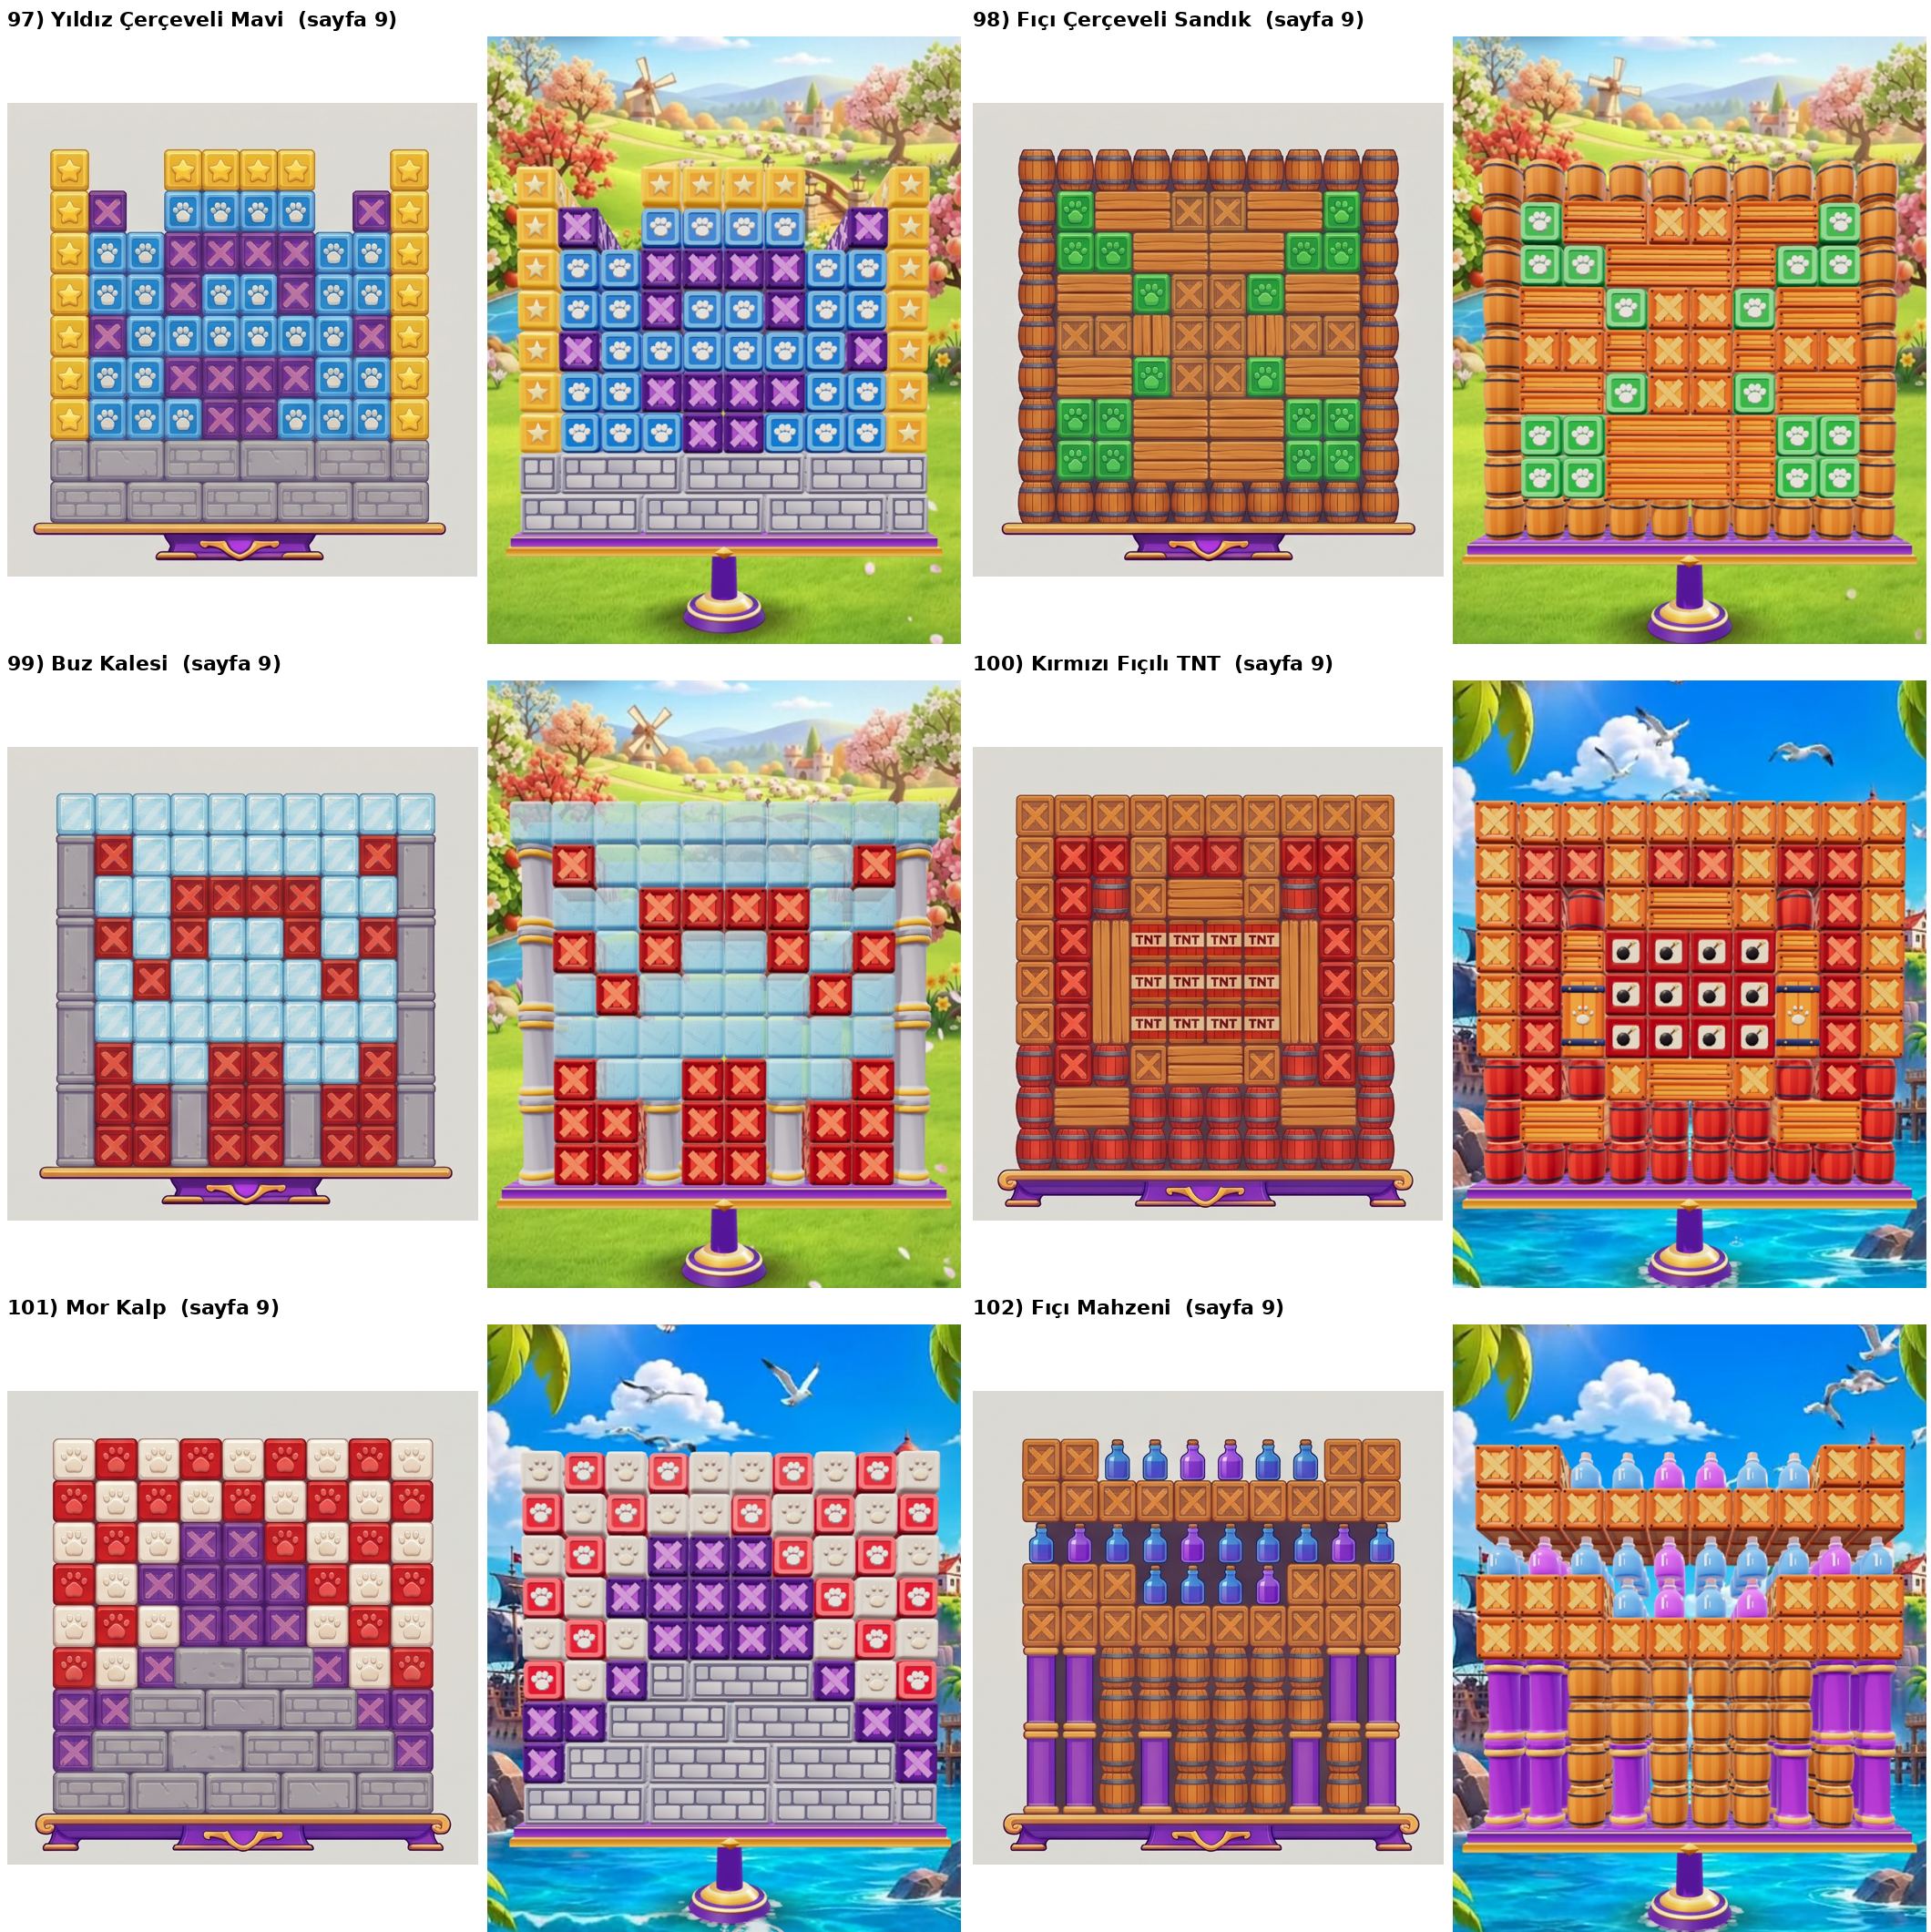 97) Yıldız Çerçeveli Mavi (sayfa 9)
98) Fıçı Çerçeveli Sandık (sayfa 9)
99) Buz Kalesi (sayfa 9)
100) Kırmızı Fıçılı TNT (sayfa 9)
TNT TNT TNT TNT
TNT TNT TNT TNT
TNT TNT TNT TNT
101) Mor Kalp (sayfa 9)
102) Fıçı Mahzeni (sayfa 9)